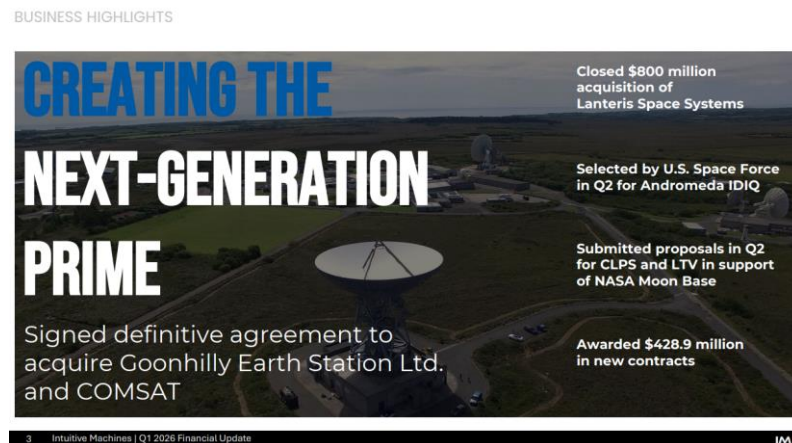 BUSINESS HIGHLIGHTS
CREATING THE
NEXT-GENERATION
PRIME
Signed definitive agreement to
acquire Goonhilly Earth Station Ltd.
and COMSAT
Closed $800 million
acquisition of
Lanteris Space Systems
Selected by U.S. Space Force
in Q2 for Andromeda IDIQ
Submitted proposals in Q2
for CLPS and LTV in support
of NASA Moon Base
Awarded $428.9 million
in new contracts
3 Intuitive Machines | Q1 2026 Financial Update
IM